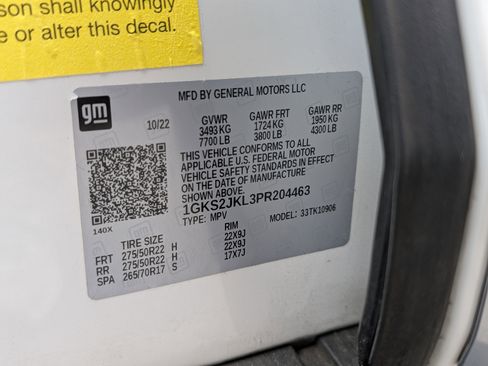 son shall knowingly
e or alter this decal.
gm
MFD BY GENERAL MOTORS LLC
10/22
GVWR GAWR FRT GAWR RR
3493 KG 1724 KG 1950 KG
7700 LB 3800 LB 4300 LB
THIS VEHICLE CONFORMS TO ALL
APPLICABLE U.S. FEDERAL MOTOR
VEHICLE SAFETY STANDARDS IN
EFFECT ON THE DATE OF MANUFACTURE
SHOWN ABOVE.
1GKS2JKL3PR204463
TYPE: MPV MODEL: 33TK10906
140X
TIRE SIZE RIM
FRT 275/50R22 H 22X9J
RR 275/50R22 H 22X9J
SPA 265/70R17 S 17X7J